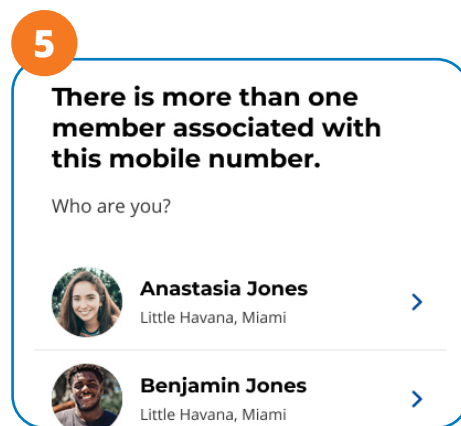 5
There is more than one
member associated with
this mobile number.
Who are you?
Anastasia Jones
Little Havana, Miami
Benjamin Jones
Little Havana, Miami